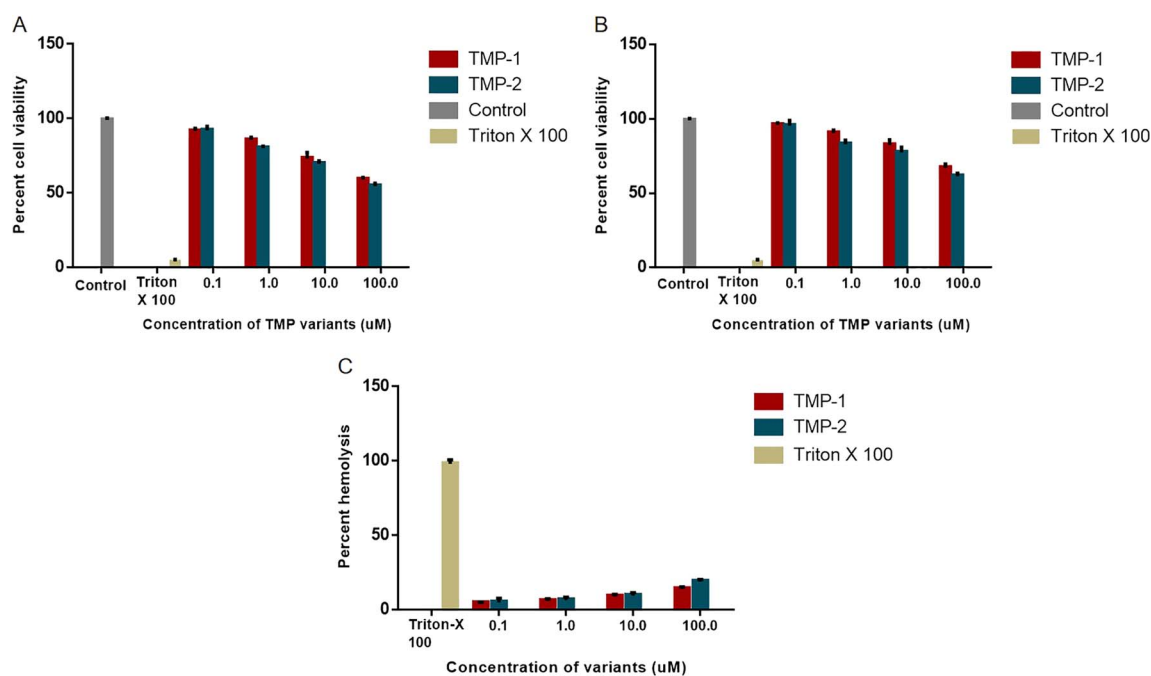 A
150
100
50
0
Percent cell viability
Control
Triton
X 100
0.1
1.0
10.0
100.0
Concentration of TMP variants (uM)
TMP-1
TMP-2
Control
Triton X 100
B
150
100
50
0
Percent cell viability
Control
Triton
X 100
0.1
1.0
10.0
100.0
Concentration of TMP variants (uM)
TMP-1
TMP-2
Control
Triton X 100
C
150
100
50
0
Percent hemolysis
Triton-X
100
0.1
1.0
10.0
100.0
Concentration of variants (uM)
TMP-1
TMP-2
Triton X 100